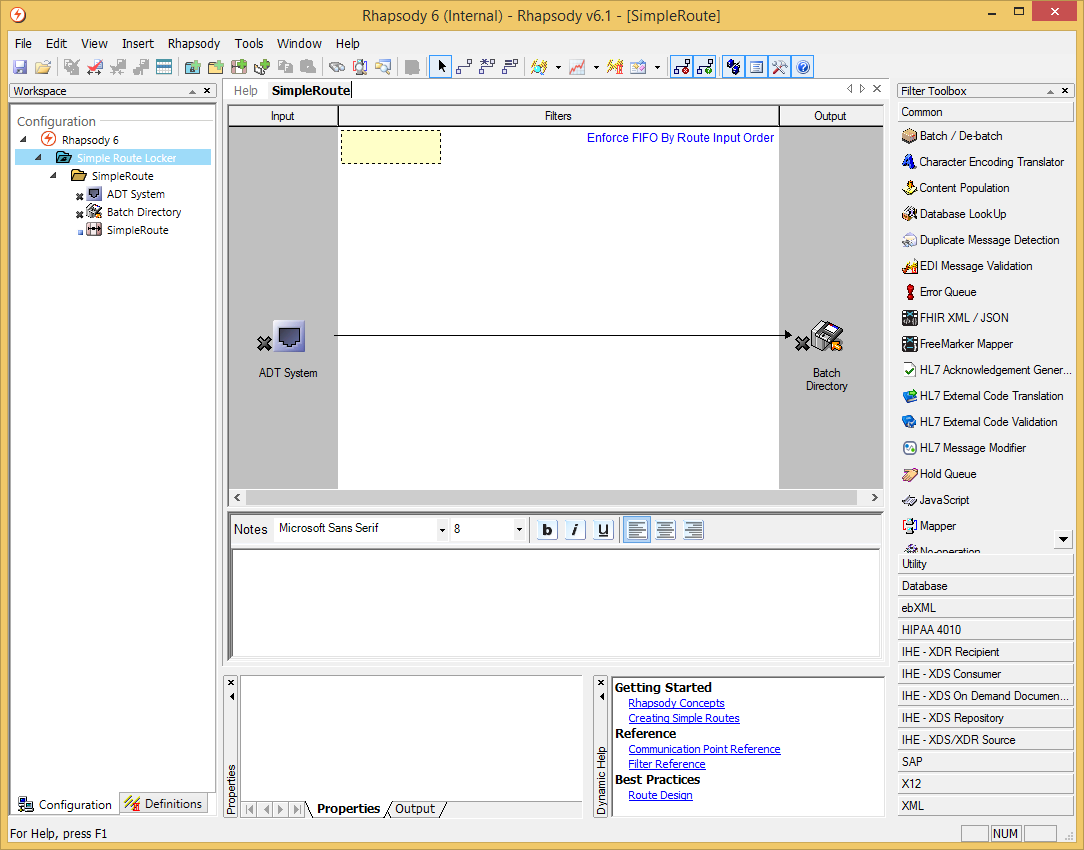 Rhapsody 6 (Internal) - Rhapsody v6.1 - [SimpleRoute]
File Edit View Insert Rhapsody Tools Window Help
Workspace
Configuration
Rhapsody 6
Simple Route Locker
SimpleRoute
ADT System
Batch Directory
SimpleRoute
Configuration
Definitions
Help
SimpleRoute
Input
Filters
Output
Enforce FIFO By Route Input Order
ADT System
Batch
Directory
Notes
Microsoft Sans Serif
8
b
i
u
Properties
Properties
Output
Dynamic Help
Getting Started
Rhapsody Concepts
Creating Simple Routes
Reference
Communication Point Reference
Filter Reference
Best Practices
Route Design
Filter Toolbox
Common
Batch / De-batch
Character Encoding Translator
Content Population
Database LookUp
Duplicate Message Detection
EDI Message Validation
Error Queue
FHIR XML / JSON
FreeMarker Mapper
HL7 Acknowledgement Gener...
HL7 External Code Translation
HL7 External Code Validation
HL7 Message Modifier
Hold Queue
JavaScript
Mapper
No-operation
Utility
Database
ebXML
HIPAA 4010
IHE - XDR Recipient
IHE - XDS Consumer
IHE - XDS On Demand Documen...
IHE - XDS Repository
IHE - XDS/XDR Source
SAP
X12
XML
For Help, press F1
NUM